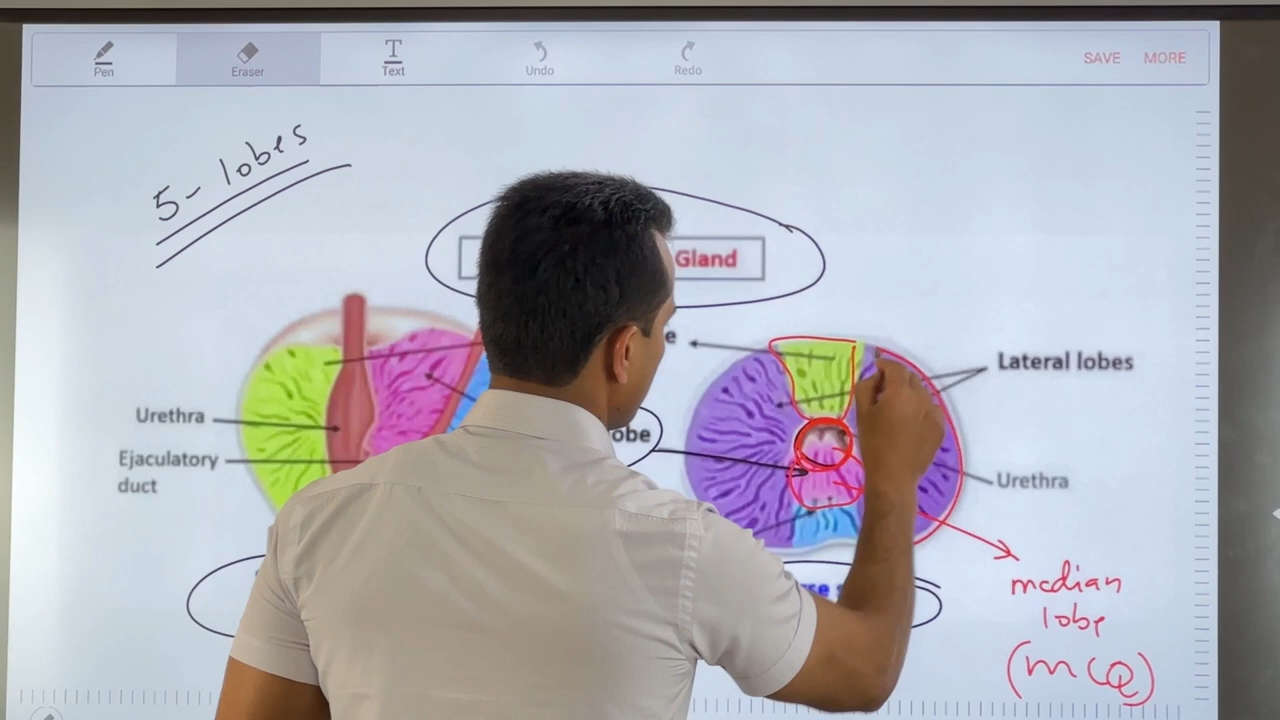 Pen
Eraser
Text
Undo
Redo
SAVE
MORE
5- lobes
Gland
Lateral lobes
Urethra
Ejaculatory
duct
Urethra
median
lobe
(MCQ)